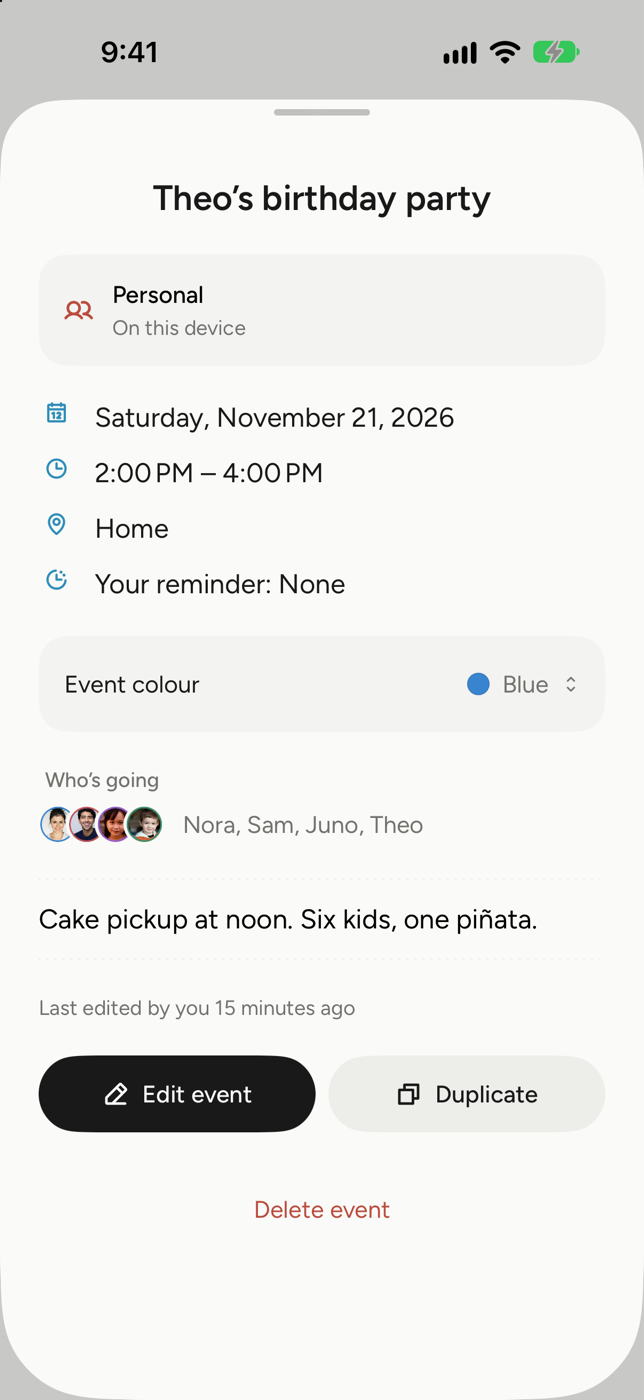 9:41
Theo’s birthday party
Personal
On this device
12
Saturday, November 21, 2026
2:00 PM – 4:00 PM
Home
Your reminder: None
Event colour
Blue
Who’s going
Nora, Sam, Juno, Theo
Cake pickup at noon. Six kids, one piñata.
Last edited by you 15 minutes ago
Edit event
Duplicate
Delete event